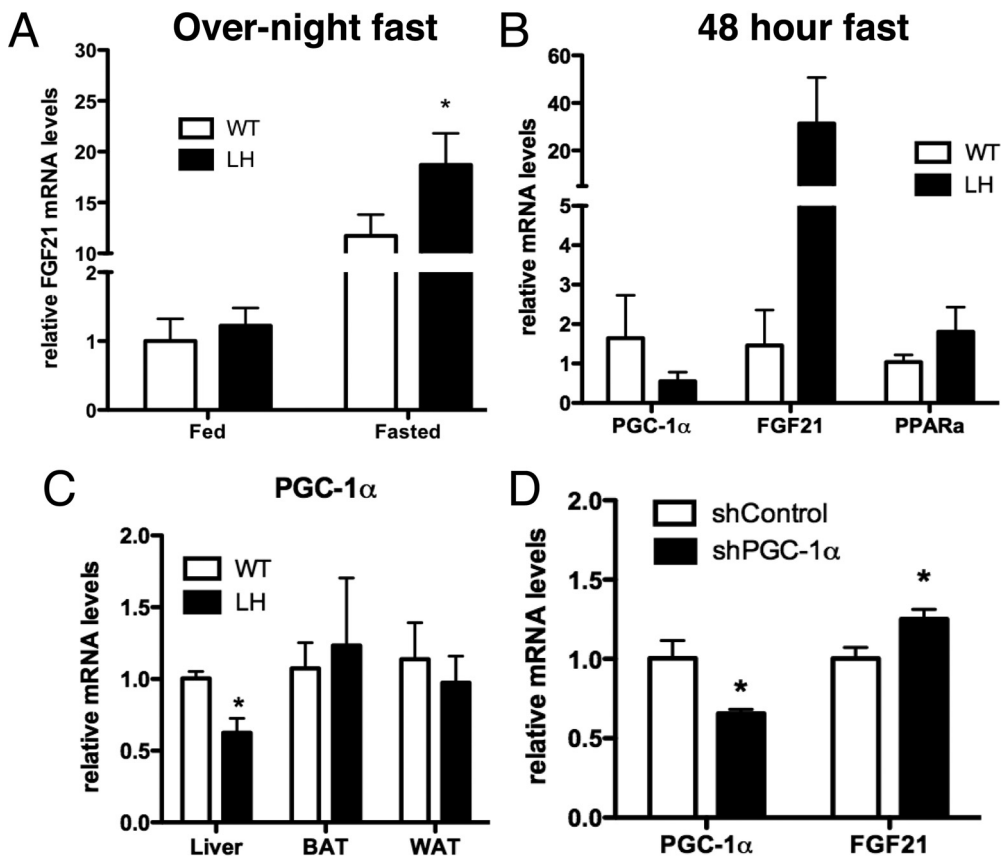 A
Over-night fast
relative FGF21 mRNA levels
30
25
20
15
10
2
1
0
WT
LH
*
Fed
Fasted
B
48 hour fast
relative mRNA levels
60
40
20
5
4
3
2
1
0
WT
LH
PGC-1α
FGF21
PPARa
C
PGC-1α
relative mRNA levels
2.0
1.5
1.0
0.5
0.0
WT
LH
*
Liver
BAT
WAT
D
relative mRNA levels
2.0
1.5
1.0
0.5
0.0
shControl
shPGC-1α
*
*
PGC-1α
FGF21